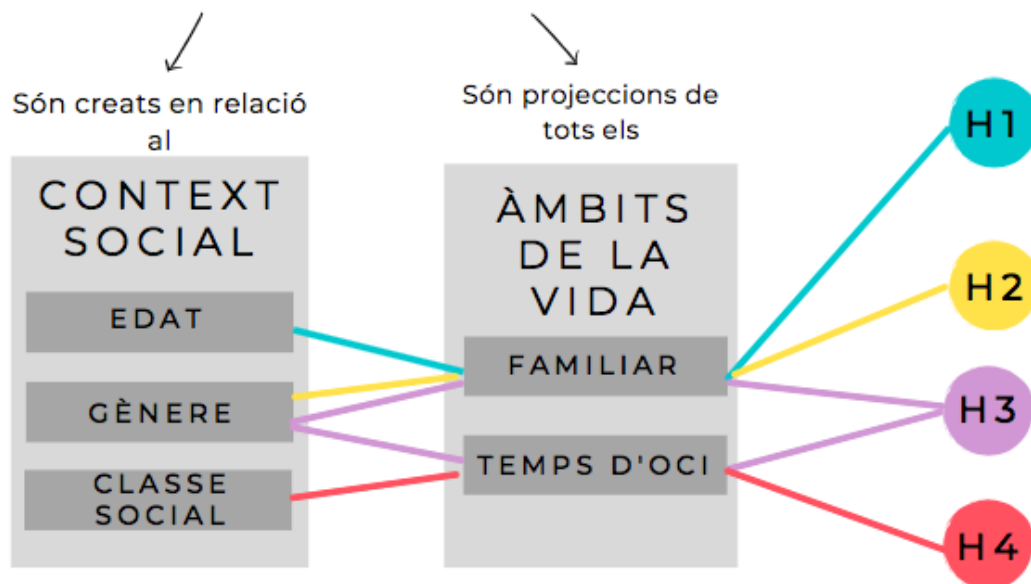 Són creats en relació
al
CONTEXT
SOCIAL
EDAT
GÈNERE
CLASSE
SOCIAL
Són projeccions de
tots els
ÀMBITS
DE LA
VIDA
FAMILIAR
TEMPS D'OCI
H1
H2
H3
H4